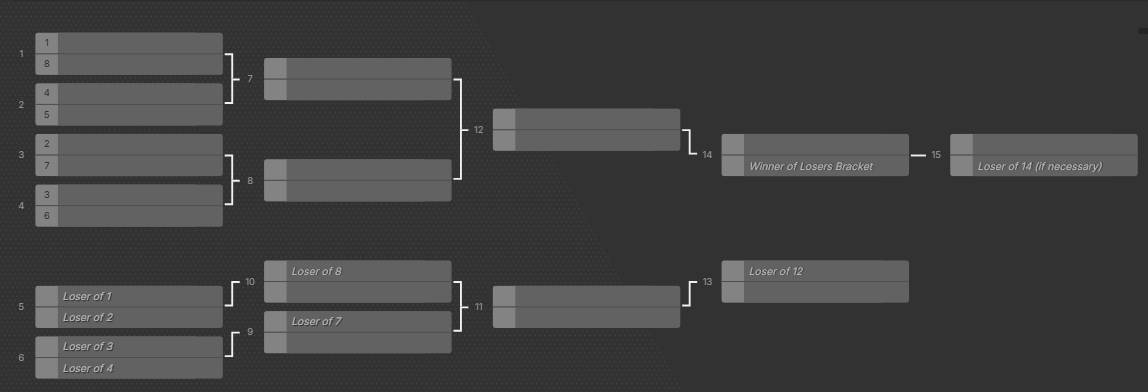 1
1
8
2
4
5
3
2
7
4
3
6
7
8
12
14
Winner of Losers Bracket
15
Loser of 14 (if necessary)
5
Loser of 1
Loser of 2
6
Loser of 3
Loser of 4
10
Loser of 8
9
Loser of 7
11
13
Loser of 12